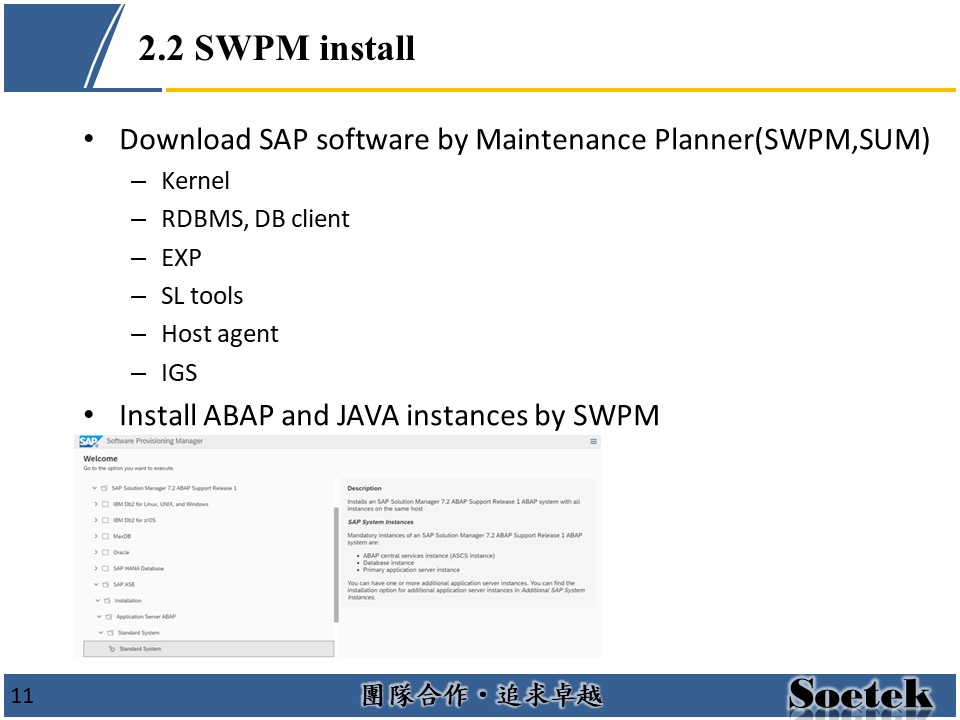 2.2 SWPM install
• Download SAP software by Maintenance Planner(SWPM,SUM)
– Kernel
– RDBMS, DB client
– EXP
– SL tools
– Host agent
– IGS
• Install ABAP and JAVA instances by SWPM
SAP Software Provisioning Manager
Welcome
Go to the option you want to execute.
SAP Solution Manager 7.2 ABAP Support Release 1
IBM Db2 for Linux, UNIX, and Windows
IBM Db2 for z/OS
MaxDB
Oracle
SAP HANA Database
SAP ASE
Installation
Application Server ABAP
Standard System
Standard System
Description
Installs an SAP Solution Manager 7.2 ABAP Support Release 1 ABAP system with all
instances on the same host
SAP System Instances
Mandatory instances of an SAP Solution Manager 7.2 ABAP Support Release 1 ABAP
system are:
• ABAP central services instance (ASCS instance)
• Database instance
• Primary application server instance
You can have one or more additional application server instances. You can find the
installation option for additional application server instances in Additional SAP System
Instances.
11
團隊合作・追求卓越
Soetek